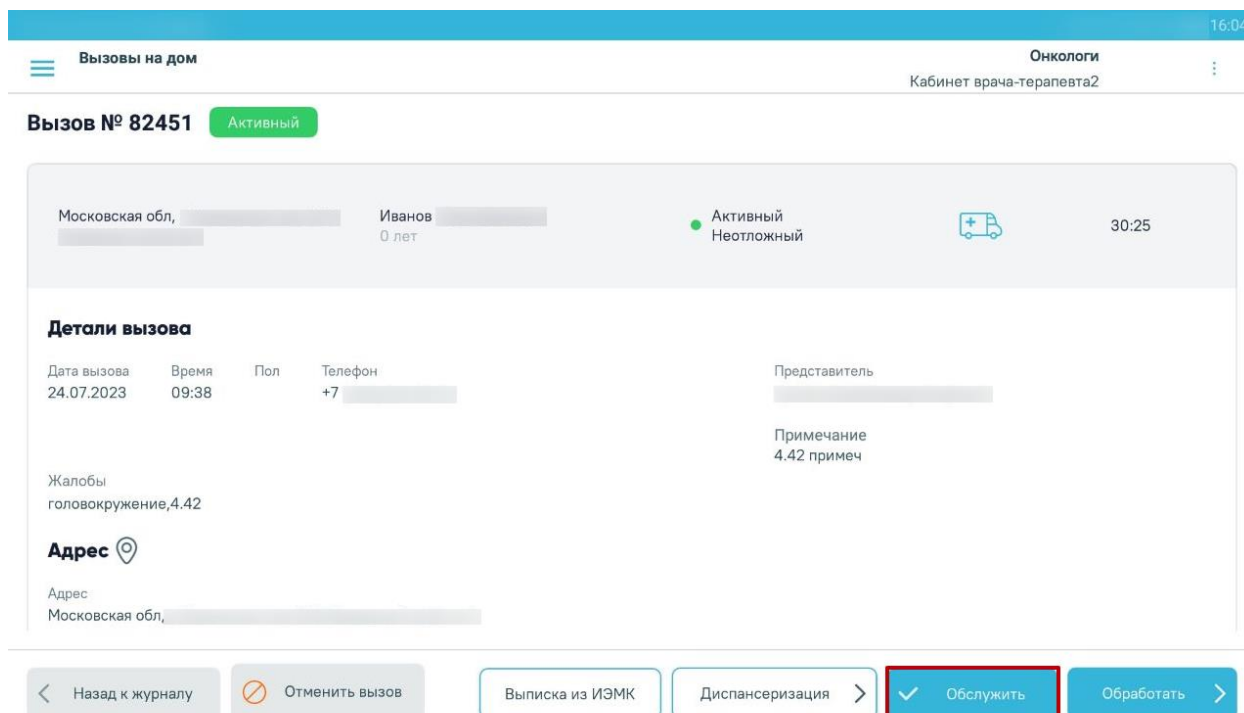 16:04
Вызовы на дом
Онкологи
Кабинет врача-терапевта2
Вызов № 82451 Активный
Московская обл,
Иванов
0 лет
Активный
Неотложный
30:25
Детали вызова
Дата вызова Время Пол Телефон Представитель
24.07.2023 09:38 +7
Примечание
4.42 примеч
Жалобы
головокружение,4.42
Адрес
Адрес
Московская обл,
Назад к журналу Отменить вызов Выписка из ИЭМК Диспансеризация Обслужить Обработать